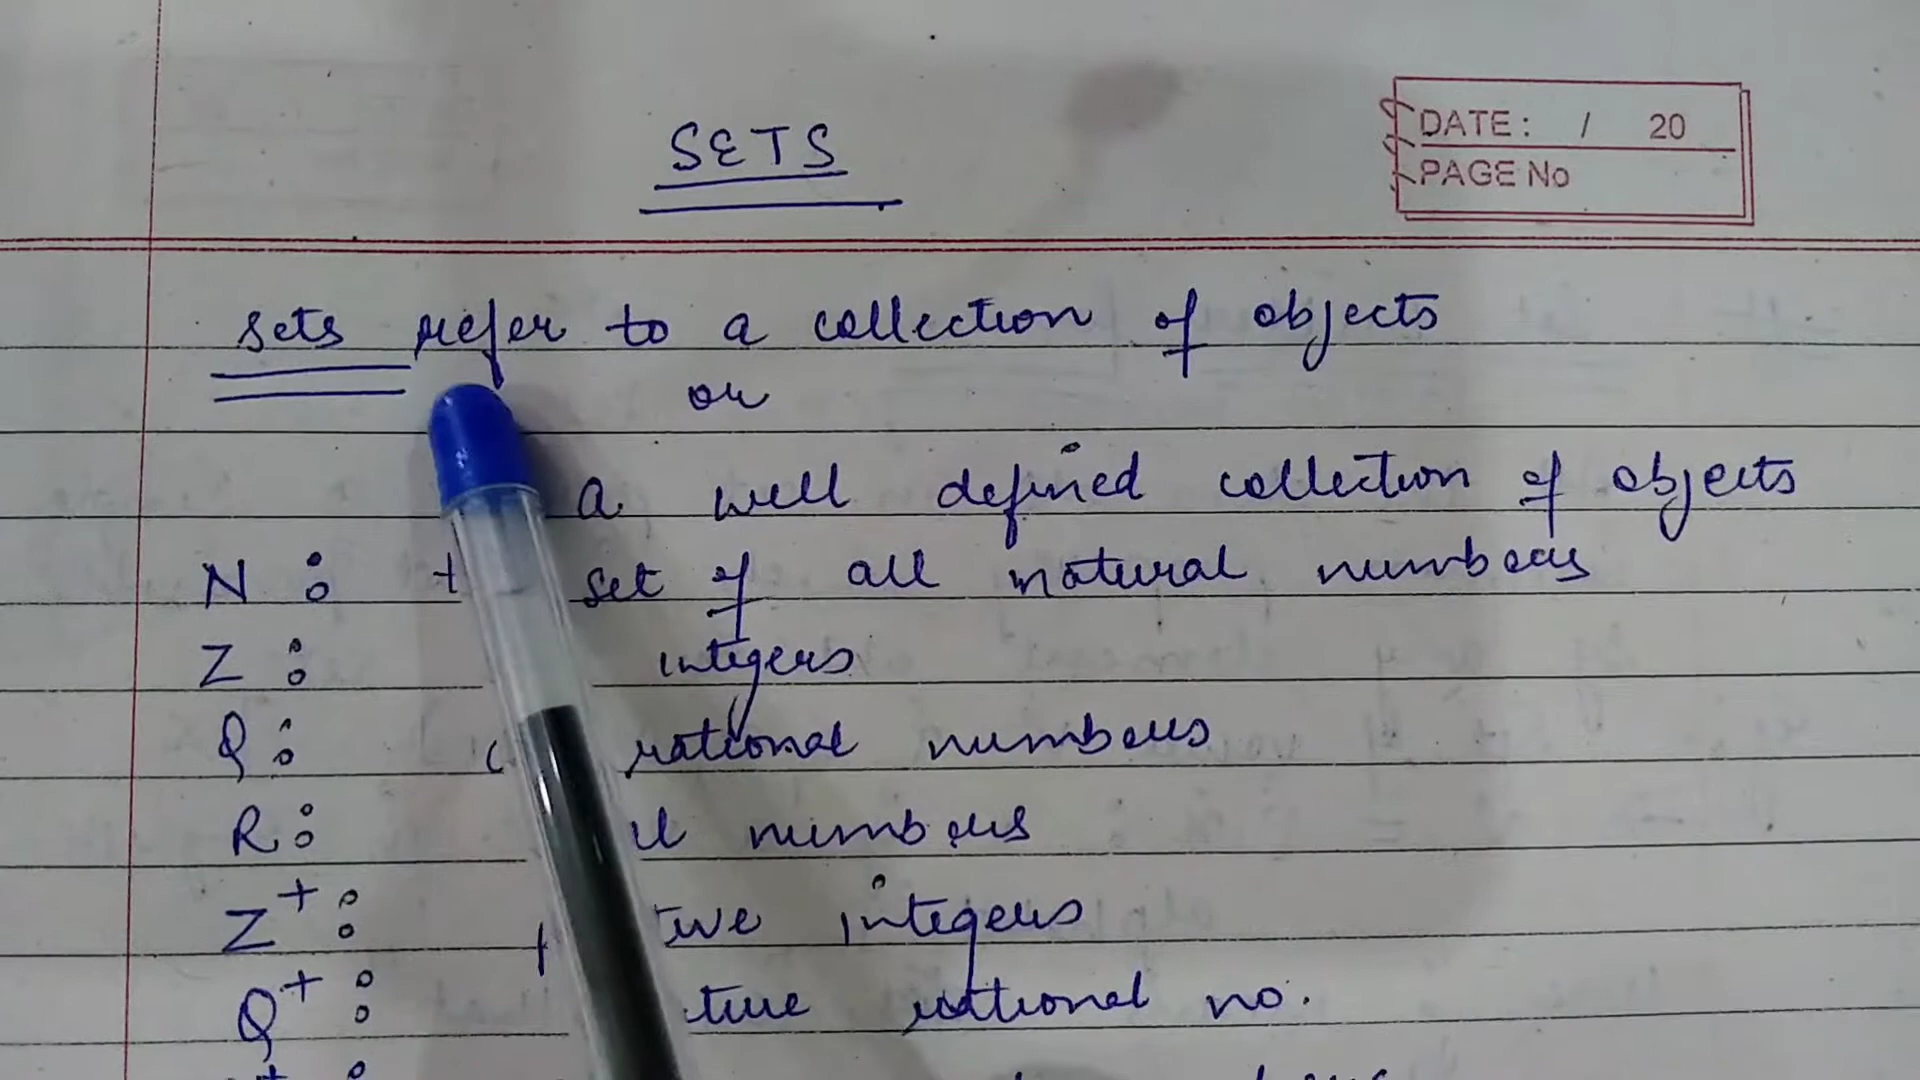 SETS
DATE: / 20
PAGE No
sets refer to a collection of objects
or
a well defined collection of objects
N: set of all natural numbers
Z: integers
Q: rational numbers
R: numbers
Z+: integers
Q+: rational no.